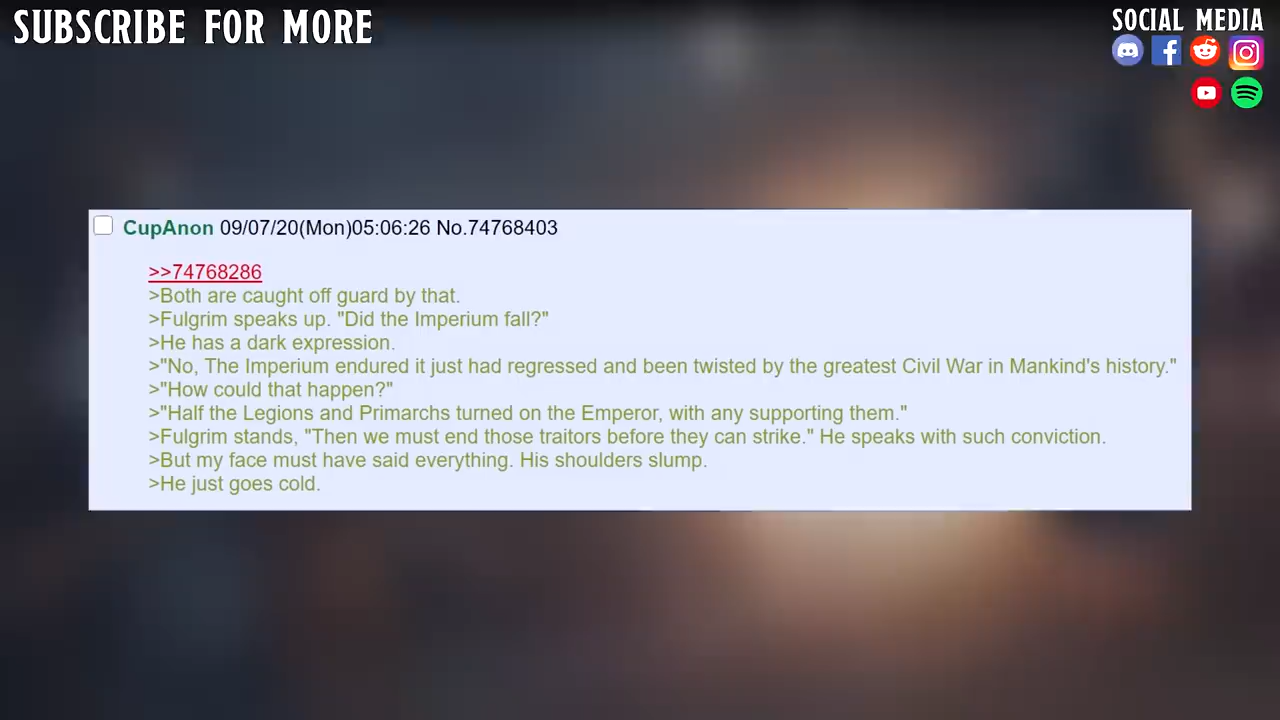 SUBSCRIBE FOR MORE
SOCIAL MEDIA
CupAnon 09/07/20(Mon)05:06:26 No.74768403
>>74768286
>Both are caught off guard by that.
>Fulgrim speaks up. "Did the Imperium fall?"
>He has a dark expression.
>"No, The Imperium endured it just had regressed and been twisted by the greatest Civil War in Mankind's history."
>"How could that happen?"
>"Half the Legions and Primarchs turned on the Emperor, with any supporting them."
>Fulgrim stands, "Then we must end those traitors before they can strike." He speaks with such conviction.
>But my face must have said everything. His shoulders slump.
>He just goes cold.